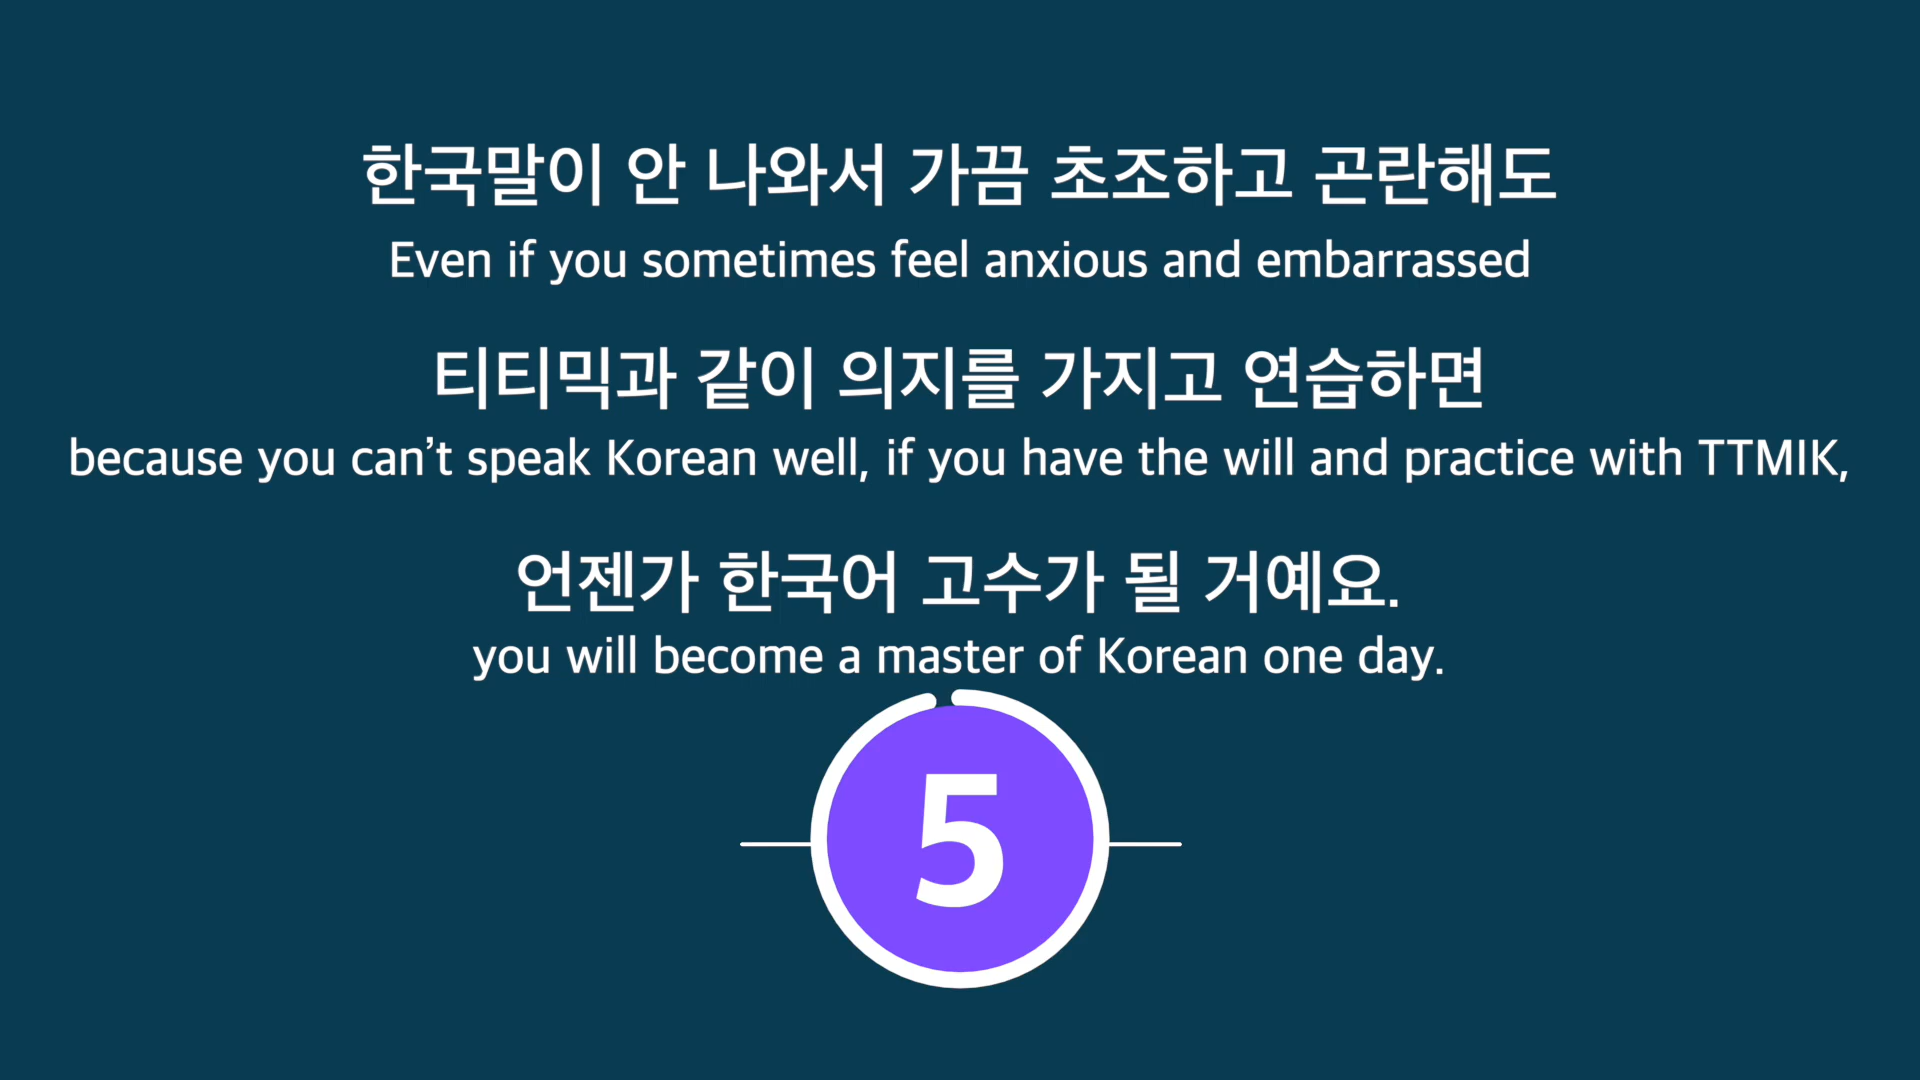 한국말이 안 나와서 가끔 초조하고 곤란해도
Even if you sometimes feel anxious and embarrassed
티티믹과 같이 의지를 가지고 연습하면
because you can’t speak Korean well, if you have the will and practice with TTMIK,
언젠가 한국어 고수가 될 거예요.
you will become a master of Korean one day.
5